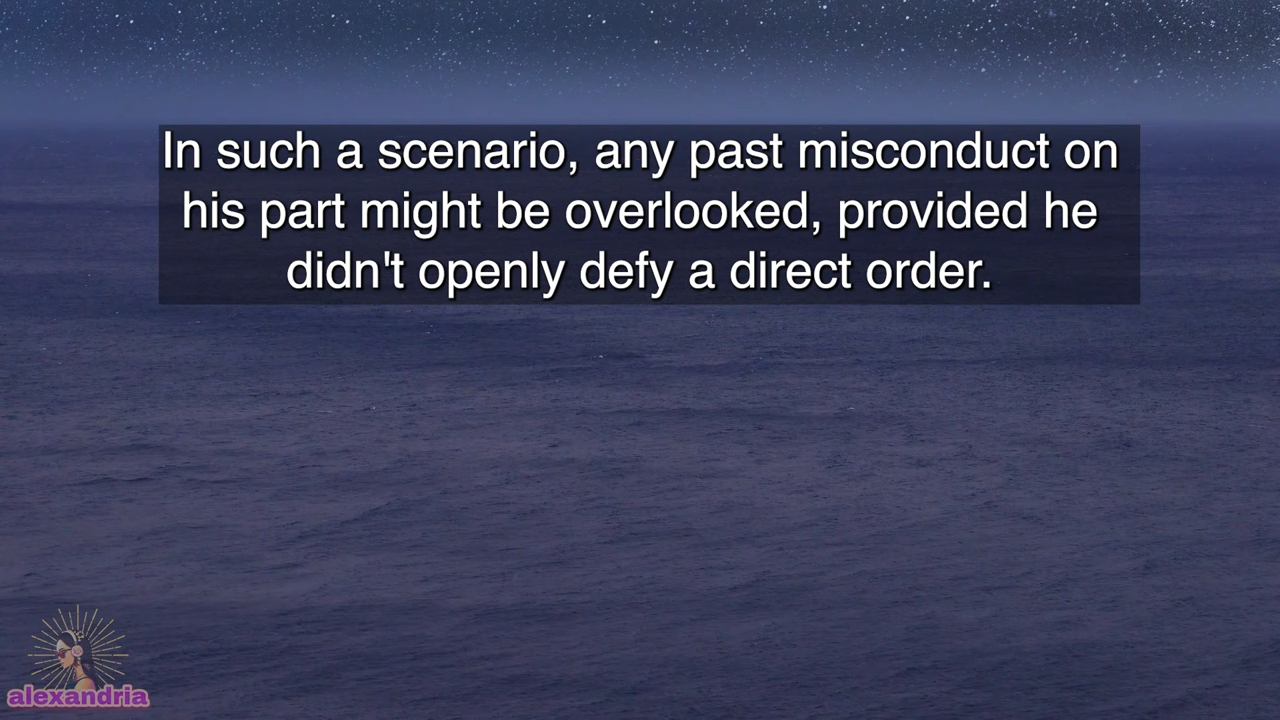 In such a scenario, any past misconduct on
his part might be overlooked, provided he
didn't openly defy a direct order.
alexandria